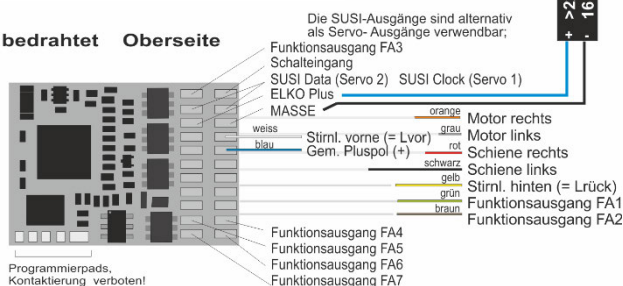 Die SUSI-Ausgänge sind alternativ
als Servo- Ausgänge verwendbar;
bedrahtet Oberseite
+ >2
- 16
Funktionsausgang FA3
Schalteingang
SUSI Data (Servo 2) SUSI Clock (Servo 1)
ELKO Plus
MASSE
orange Motor rechts
weiss Stirnl. vorne (= Lvor)
grau Motor links
blau Gem. Pluspol (+)
rot Schiene rechts
schwarz Schiene links
gelb Stirnl. hinten (= Lrück)
grün Funktionsausgang FA1
braun Funktionsausgang FA2
Funktionsausgang FA4
Funktionsausgang FA5
Funktionsausgang FA6
Funktionsausgang FA7
Programmierpads,
Kontaktierung verboten!